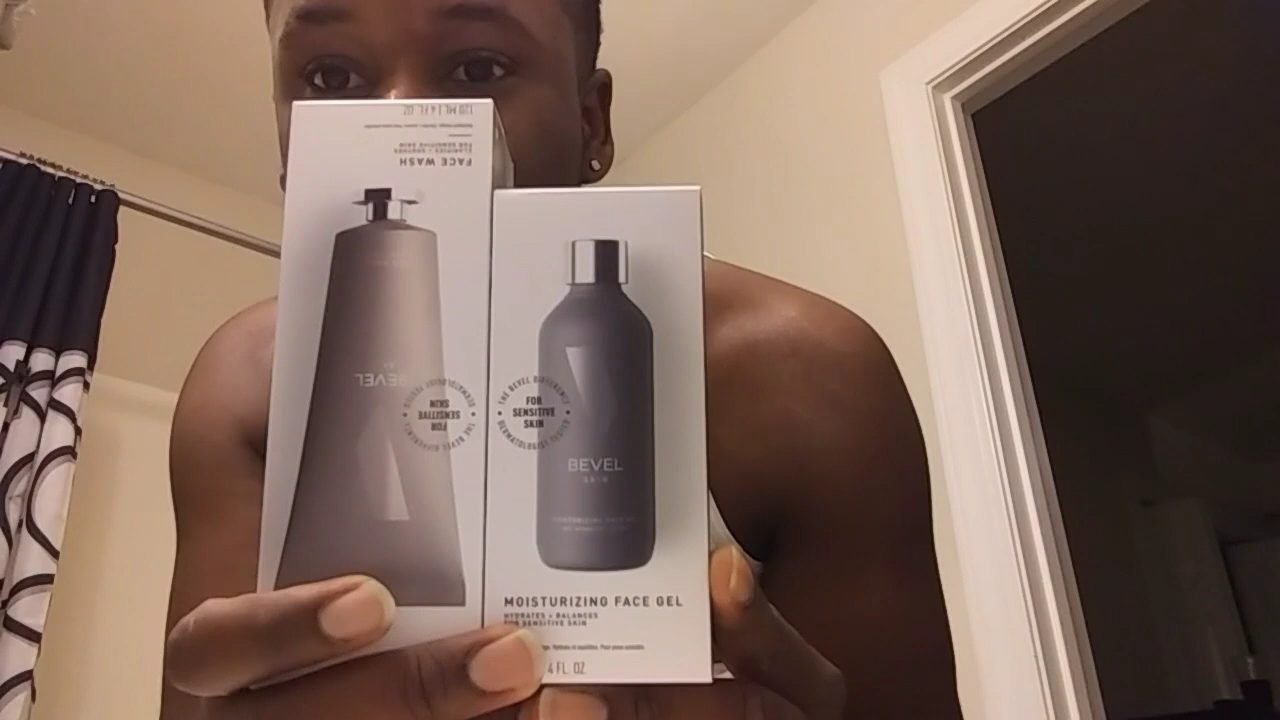 120 ML | 4 FL. OZ
FACE WASH
CLARIFIES + SOOTHES
FOR SENSITIVE SKIN
BEVEL
THE BEVEL DIFFERENCE
FOR
SENSITIVE
SKIN
DERMATOLOGIST TESTED
THE BEVEL DIFFERENCE
FOR
SENSITIVE
SKIN
DERMATOLOGIST TESTED
BEVEL
SKIN
MOISTURIZING FACE GEL
HYDRATES + BALANCES
FOR SENSITIVE SKIN
4 FL. OZ